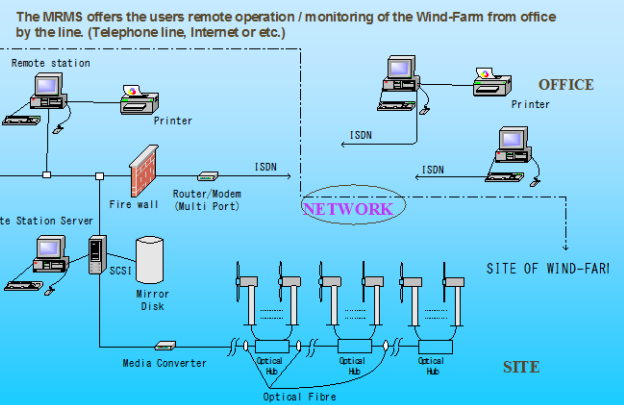 The MRMS offers the users remote operation / monitoring of the Wind-Farm from office
by the line. (Telephone line, Internet or etc.)
Remote station
OFFICE
Printer
Printer
ISDN
ISDN
ISDN
Fire wall
Router/Modem
(Multi Port)
NETWORK
te Station Server
SCSI
SITE OF WIND-FARM
Mirror
Disk
Media Converter
Optical
Hub
Optical
Hub
Optical
Hub
SITE
Optical Fibre